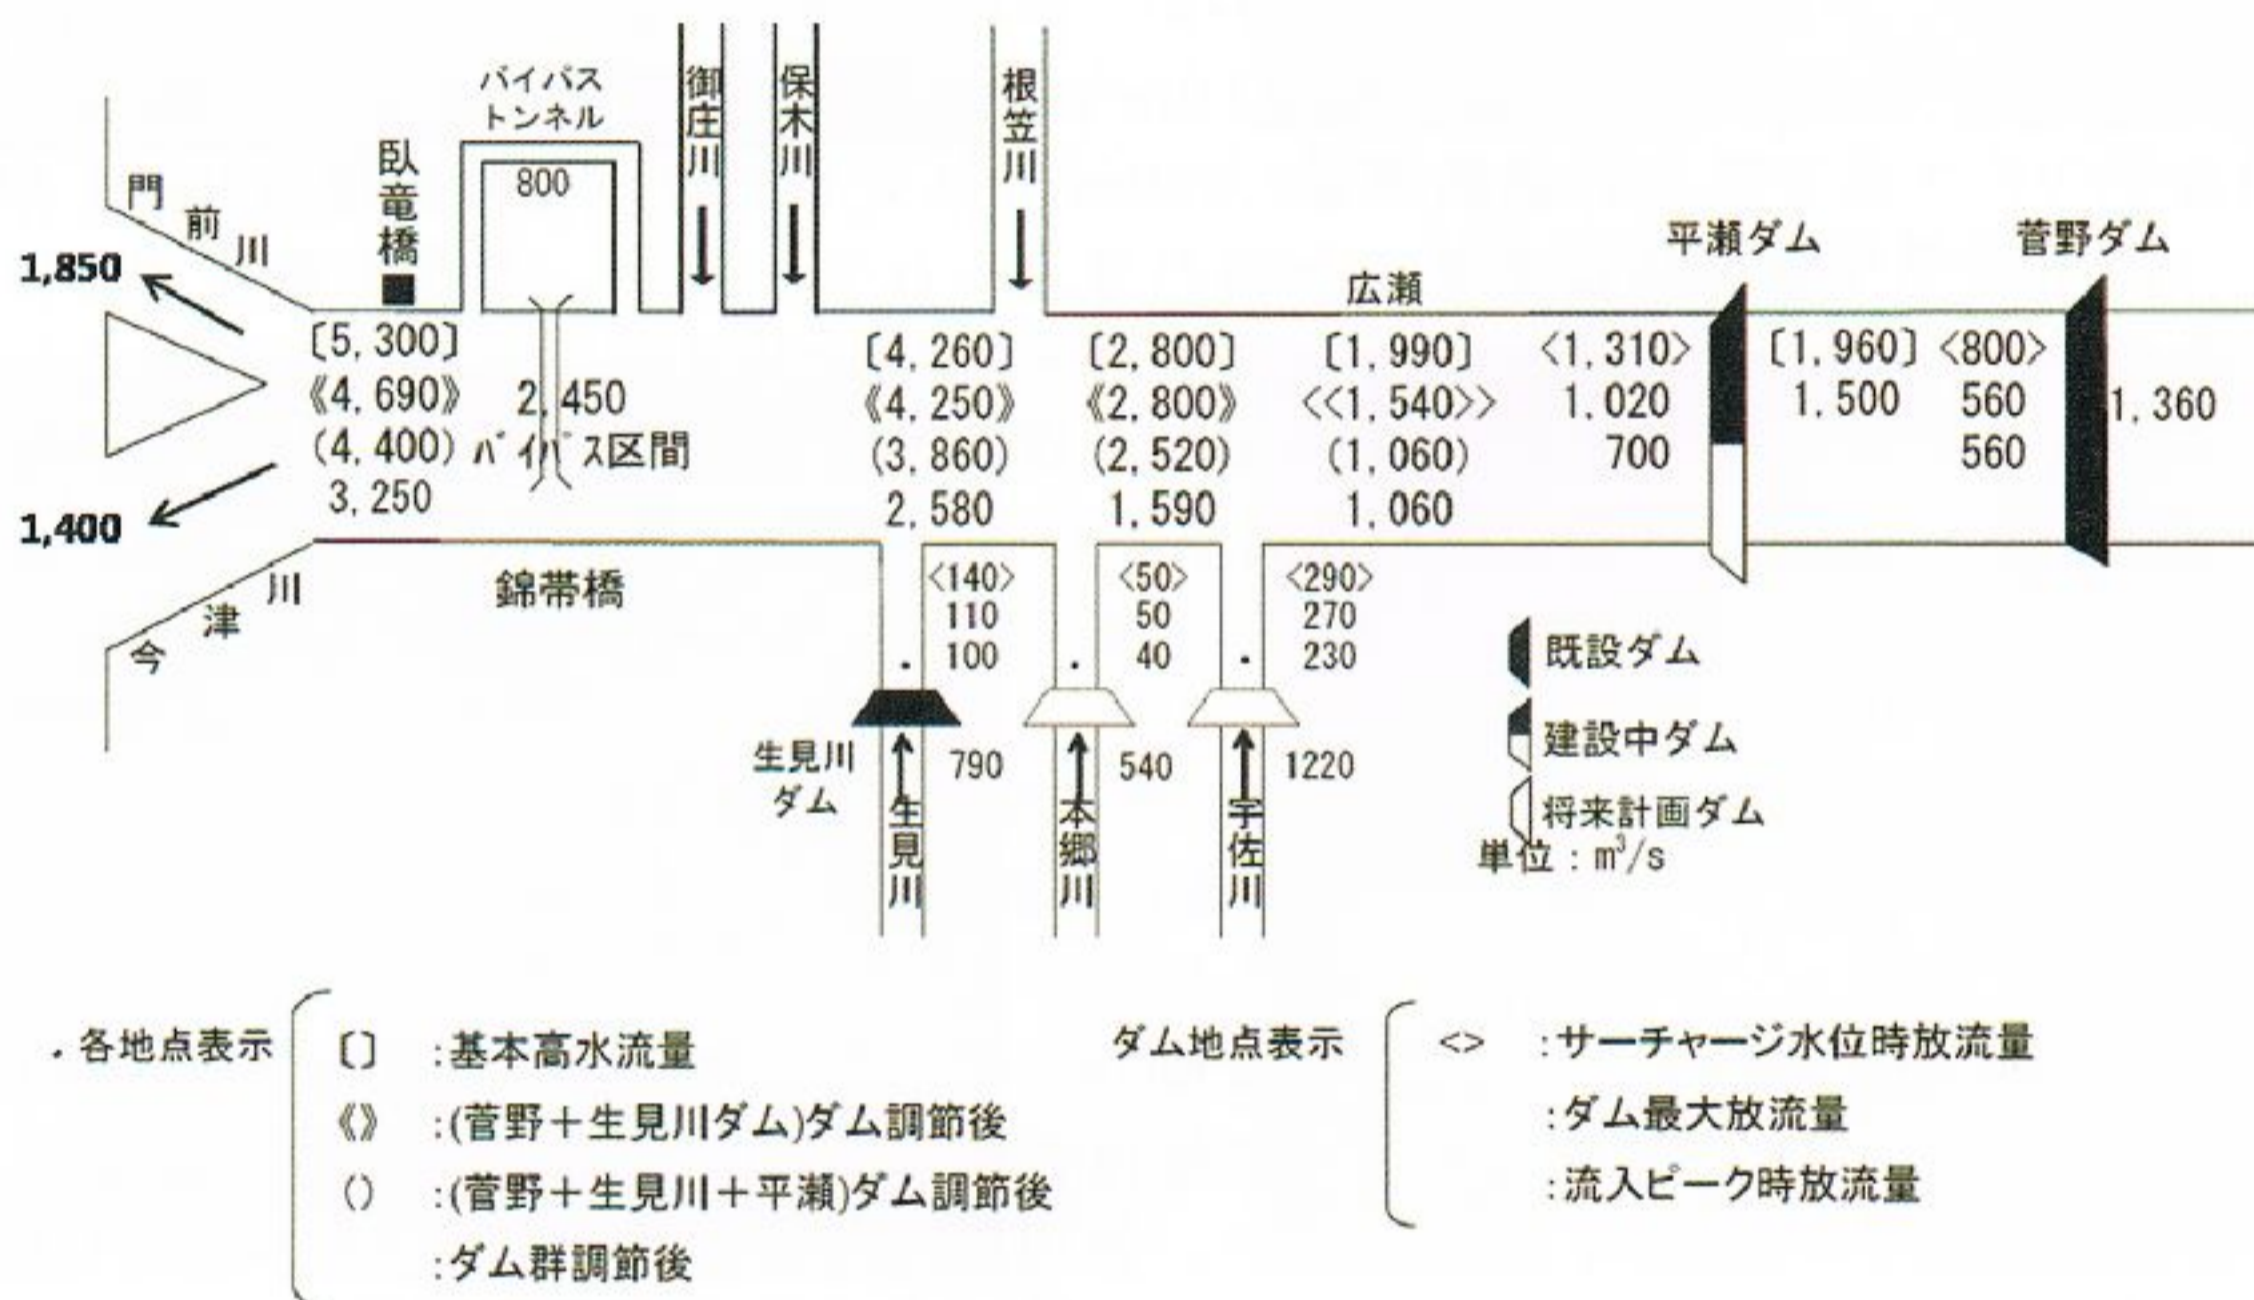 バイパス
トンネル
800
御庄川
保木川
根笠川
臥竜橋
門前川
1,850
1,400
今津川
平瀬ダム
菅野ダム
広瀬
〔5,300〕
《4,690》
(4,400)
3,250
2,450
バイパス区間
〔4,260〕
《4,250》
(3,860)
2,580
〔2,800〕
《2,800》
(2,520)
1,590
〔1,990〕
<<1,540>>
(1,060)
1,060
<1,310>
1,020
700
〔1,960〕
1,500
<800>
560
560
1,360
錦帯橋
<140>
110
100
<50>
50
40
<290>
270
230
生見川
ダム
790
540
1220
生見川
本郷川
宇佐川
既設ダム
建設中ダム
将来計画ダム
単位:m³/s
.各地点表示
〔〕 :基本高水流量
《》 :(菅野+生見川ダム)ダム調節後
() :(菅野+生見川+平瀬)ダム調節後
:ダム群調節後
ダム地点表示
<> :サーチャージ水位時放流量
:ダム最大放流量
:流入ピーク時放流量